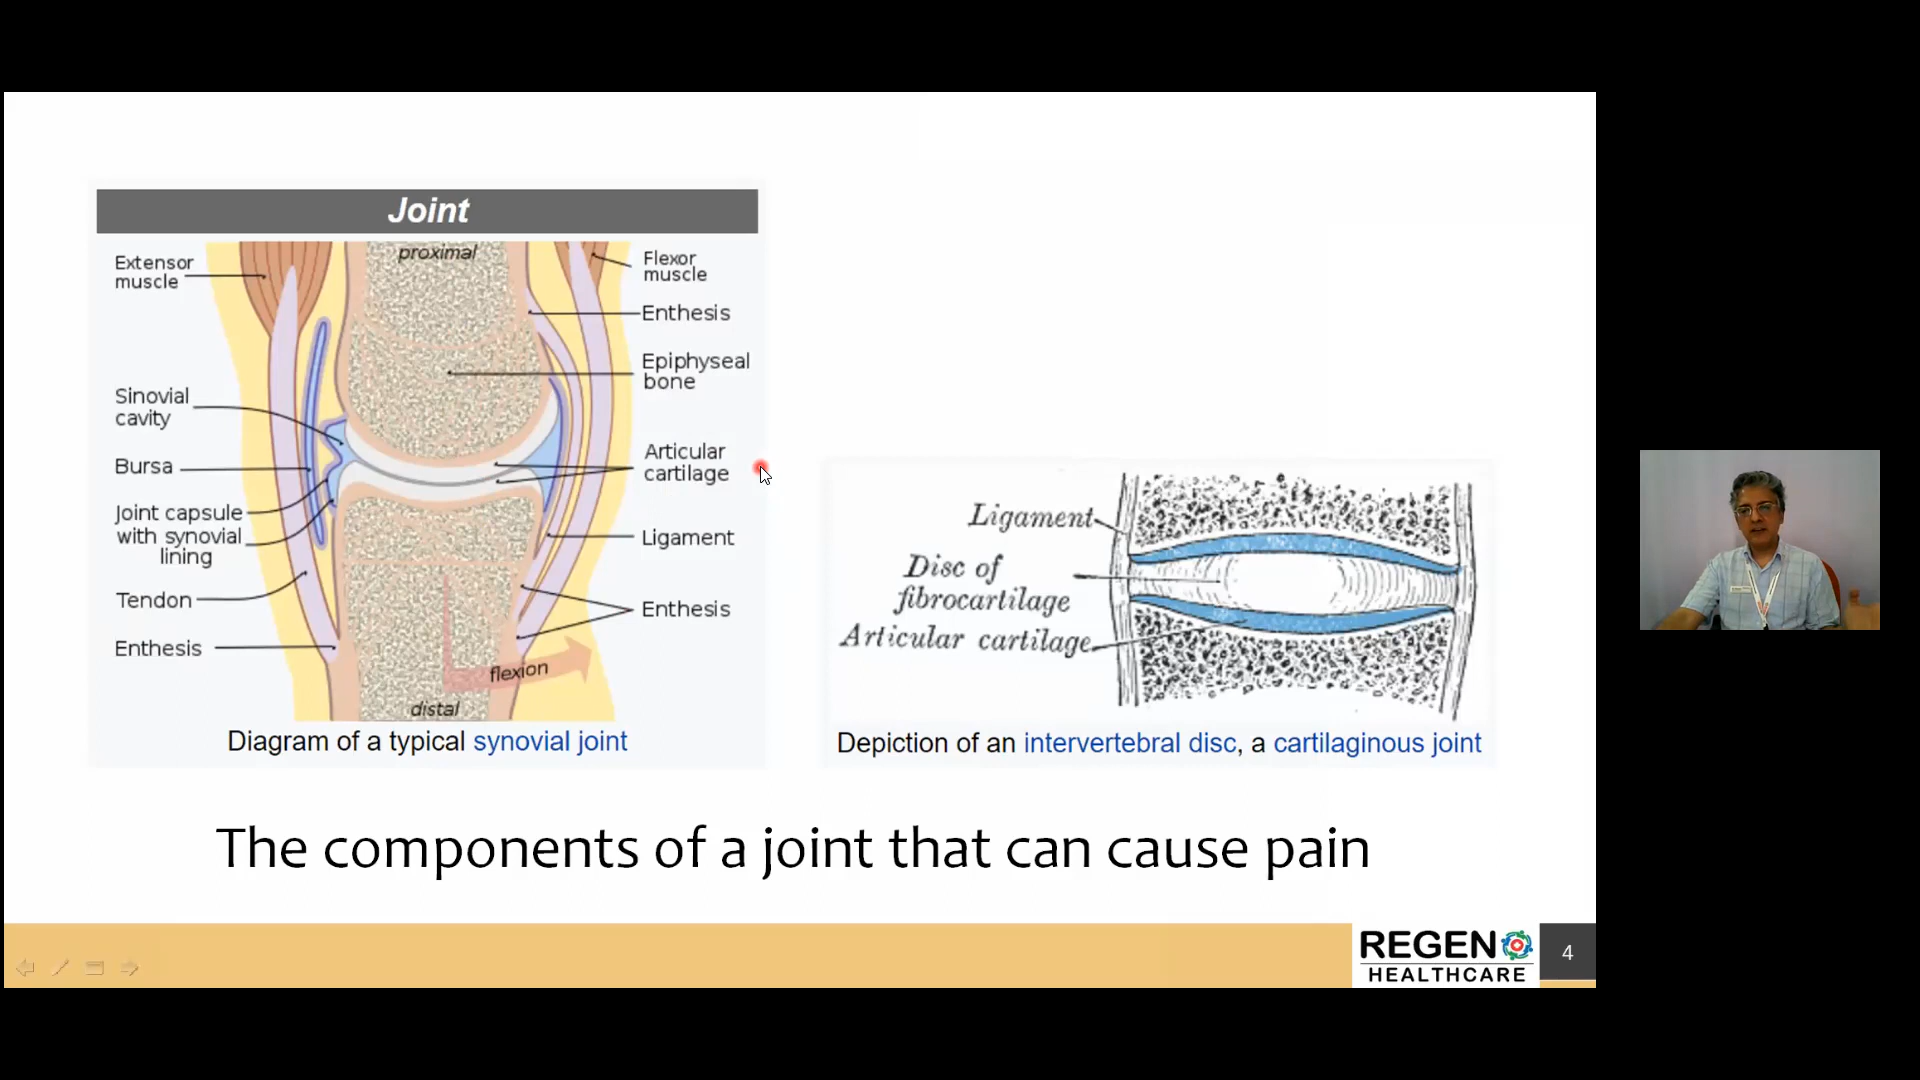 Joint
proximal
Extensor
muscle
Sinovial
cavity
Bursa
Joint capsule
with synovial
lining
Tendon
Enthesis
Flexor
muscle
Enthesis
Epiphyseal
bone
Articular
cartilage
Ligament
Enthesis
flexion
distal
Diagram of a typical synovial joint
Ligament
Disc of
fibrocartilage
Articular cartilage
Depiction of an intervertebral disc, a cartilaginous joint
The components of a joint that can cause pain
REGEN
HEALTHCARE
4